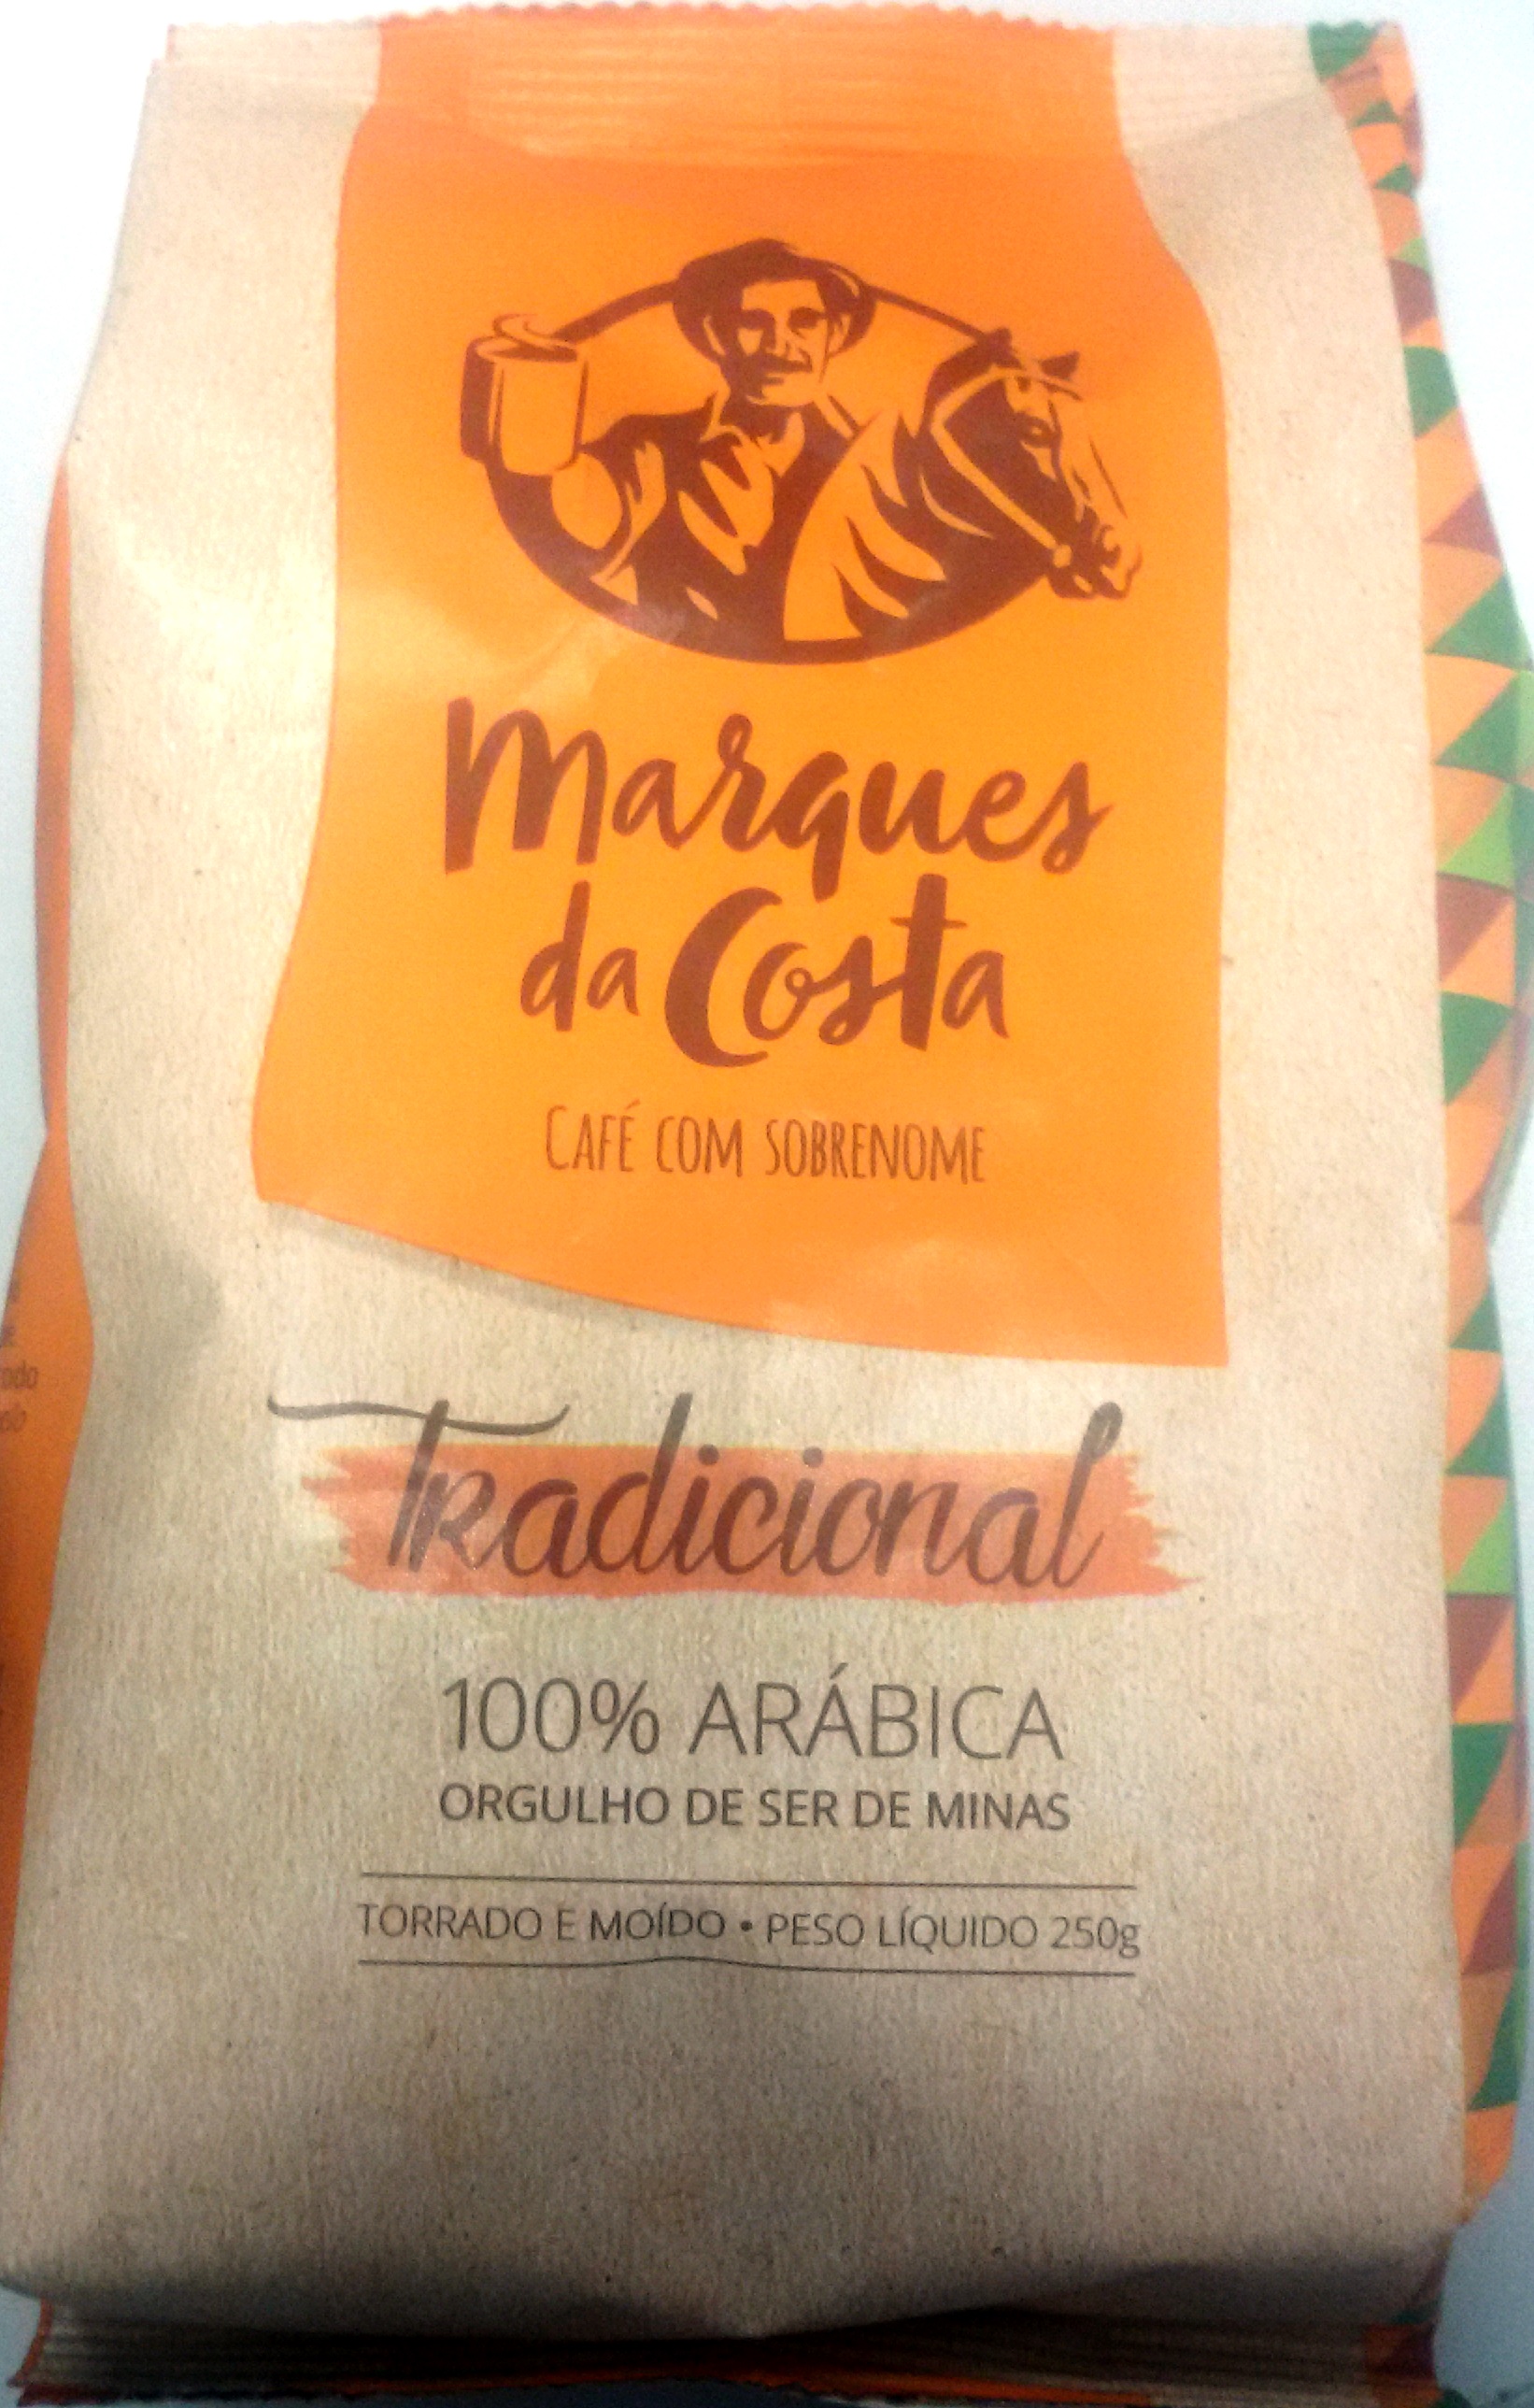 Marques
da Costa
CAFÉ COM SOBRENOME
Tradicional
100% ARÁBICA
ORGULHO DE SER DE MINAS
TORRADO E MOÍDO • PESO LÍQUIDO 250g